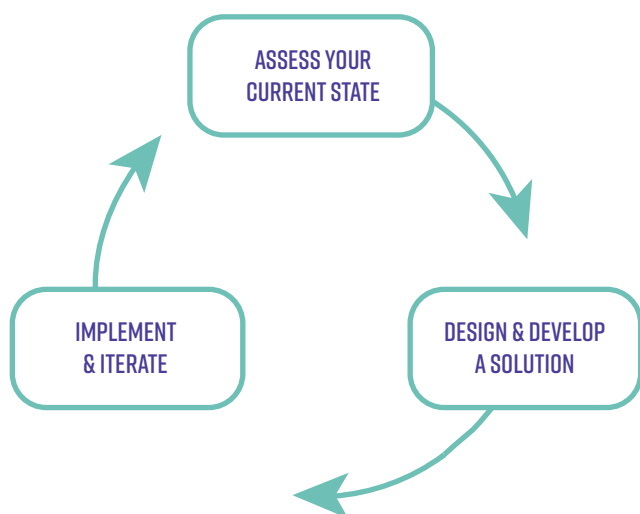 ASSESS YOUR
CURRENT STATE
IMPLEMENT
& ITERATE
DESIGN & DEVELOP
A SOLUTION